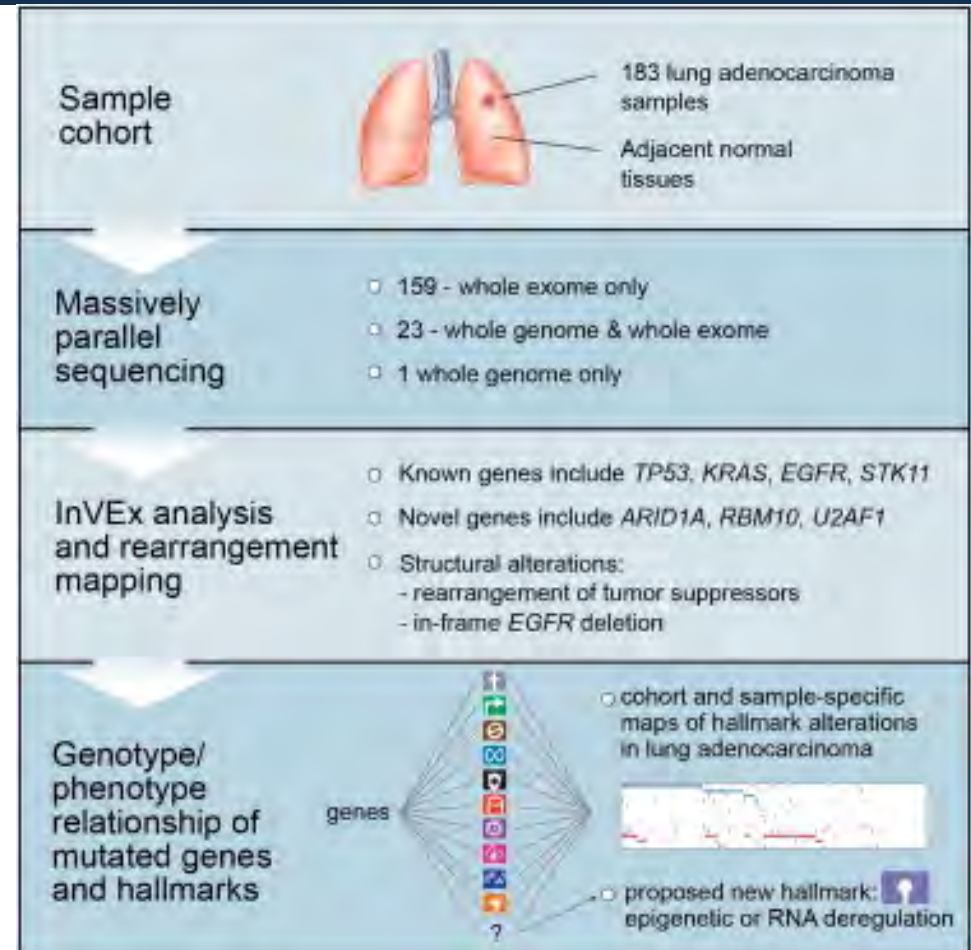 Sample
cohort
183 lung adenocarcinoma
samples
Adjacent normal
tissues
Massively
parallel
sequencing
159 - whole exome only
23 - whole genome & whole exome
1 whole genome only
InVEx analysis
and rearrangement
mapping
Known genes include TP53, KRAS, EGFR, STK11
Novel genes include ARID1A, RBM10, U2AF1
Structural alterations:
- rearrangement of tumor suppressors
- in-frame EGFR deletion
Genotype/
phenotype
relationship of
mutated genes
and hallmarks
genes
?
cohort and sample-specific
maps of hallmark alterations
in lung adenocarcinoma
proposed new hallmark:
epigenetic or RNA deregulation